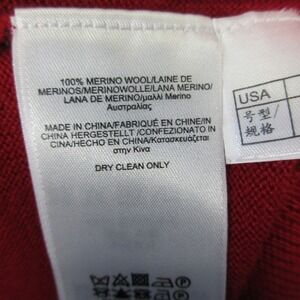 100% MERINO WOOL/LAINE DE
MERINOS/MERINOWOLLE/LANA MERINO/
LANA DE MERINO/μαλλί Merino
Αυστραλίας
MADE IN CHINA/FABRIQUÉ EN CHINE/IN
CHINA HERGESTELLT /CONFEZIONATO IN
CINA/HECHO EN CHINA/Κατασκευάζεται
στην Κίνα
DRY CLEAN ONLY
USA
号型/
规格